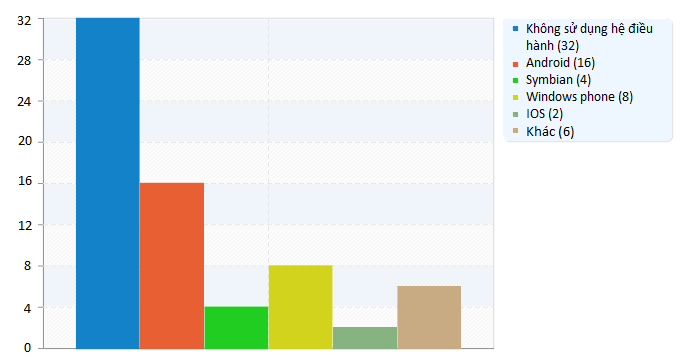 32
28
24
20
16
12
8
4
0
Không sử dụng hệ điều
hành (32)
Android (16)
Symbian (4)
Windows phone (8)
IOS (2)
Khác (6)